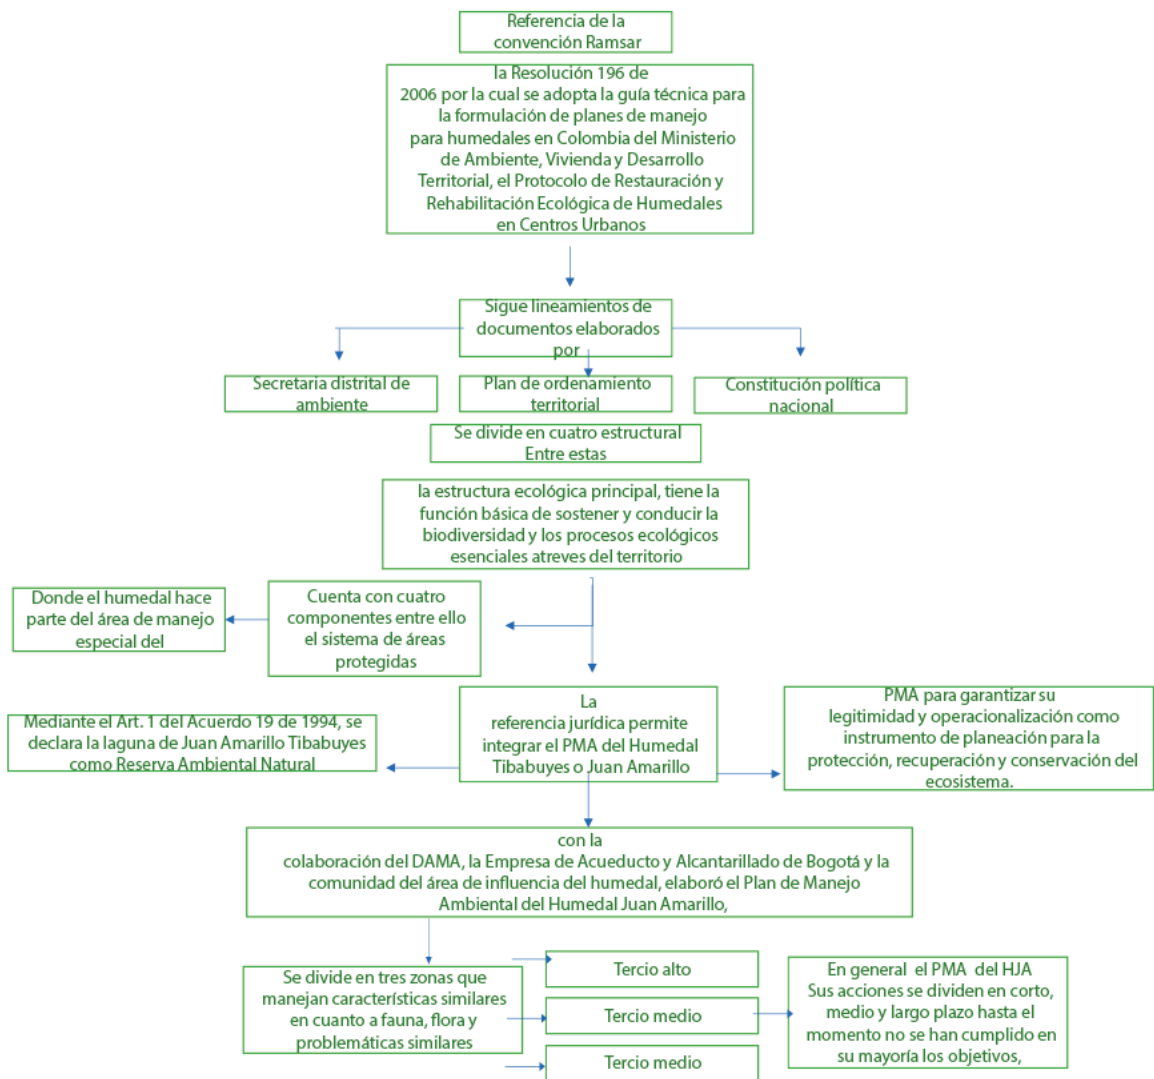 Referencia de la
convención Ramsar
la Resolución 196 de
2006 por la cual se adopta la guía técnica para
la formulación de planes de manejo
para humedales en Colombia del Ministerio
de Ambiente, Vivienda y Desarrollo
Territorial, el Protocolo de Restauración y
Rehabilitación Ecológica de Humedales
en Centros Urbanos
Sigue lineamientos de
documentos elaborados
por
Secretaria distrital de
ambiente
Plan de ordenamiento
territorial
Constitución política
nacional
Se divide en cuatro estructural
Entre estas
la estructura ecológica principal, tiene la
función básica de sostener y conducir la
biodiversidad y los procesos ecológicos
esenciales atreves del territorio
Donde el humedal hace
parte del área de manejo
especial del
Cuenta con cuatro
componentes entre ello
el sistema de áreas
protegidas
Mediante el Art. 1 del Acuerdo 19 de 1994, se
declara la laguna de Juan Amarillo Tibabuyes
como Reserva Ambiental Natural
La
referencia jurídica permite
integrar el PMA del Humedal
Tibabuyes o Juan Amarillo
PMA para garantizar su
legitimidad y operacionalización como
instrumento de planeación para la
protección, recuperación y conservación del
ecosistema.
con la
colaboración del DAMA, la Empresa de Acueducto y Alcantarillado de Bogotá y la
comunidad del área de influencia del humedal, elaboró el Plan de Manejo
Ambiental del Humedal Juan Amarillo,
Se divide en tres zonas que
manejan características similares
en cuanto a fauna, flora y
problemáticas similares
Tercio alto
Tercio medio
Tercio medio
En general el PMA del HJA
Sus acciones se dividen en corto,
medio y largo plazo hasta el
momento no se han cumplido en
su mayoría los objetivos,